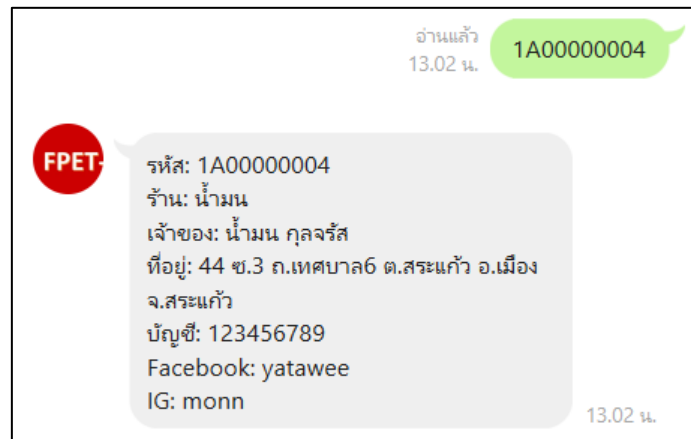 อ่านแล้ว
13.02 น.
1A00000004
FPET-
รหัส: 1A00000004
ร้าน: น้ำมน
เจ้าของ: น้ำมน กุลจรัส
ที่อยู่: 44 ซ.3 ถ.เทศบาล6 ต.สระแก้ว อ.เมือง
จ.สระแก้ว
บัญชี: 123456789
Facebook: yatawee
IG: monn
13.02 น.